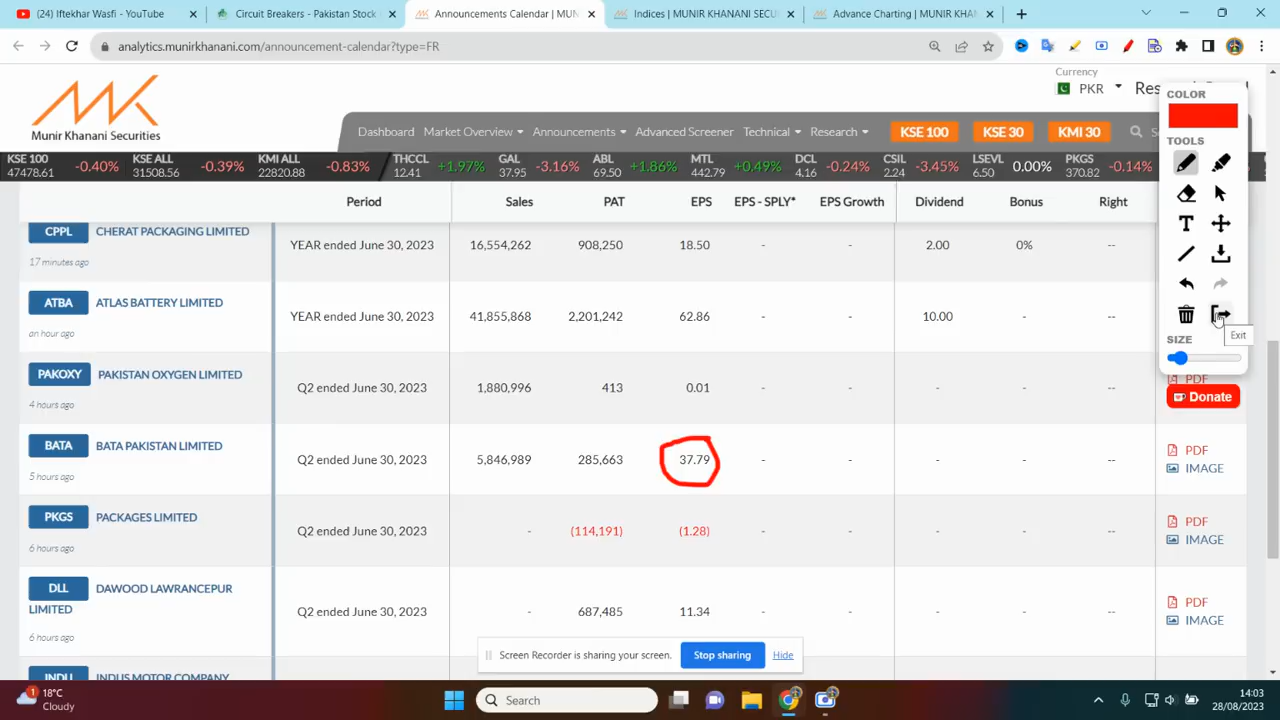 Iftekhar Wasfi - YouTube
Circuit Breakers - Pakistan Stock
Announcements Calendar | MUN
Indices | MUNIR KHANANI SECU
Advance Charting | MUNIR KHAN
analytics.munirkhanani.com/announcement-calendar?type=FR
Munir Khanani Securities
Currency
PKR
Dashboard Market Overview Announcements Advanced Screener Technical Research KSE 100 KSE 30 KMI 30
KSE 100 47478.61 -0.40%
KSE ALL 31508.56 -0.39%
KMI ALL 22820.88 -0.83%
THCCL 12.41 +1.97%
GAL 37.95 -3.16%
ABL 69.50 +1.86%
MTL 442.79 +0.49%
DCL 4.16 -0.24%
CSIL 2.24 -3.45%
LSEVL 6.50 0.00%
PKGS 370.82 -0.14%
Period Sales PAT EPS EPS - SPLY* EPS Growth Dividend Bonus Right
CPPL CHERAT PACKAGING LIMITED
17 minutes ago
YEAR ended June 30, 2023 16,554,262 908,250 18.50 - - 2.00 0% --
ATBA ATLAS BATTERY LIMITED
an hour ago
YEAR ended June 30, 2023 41,855,868 2,201,242 62.86 - - 10.00 - --
PAKOXY PAKISTAN OXYGEN LIMITED
4 hours ago
Q2 ended June 30, 2023 1,880,996 413 0.01 - - - - --
PDF
BATA BATA PAKISTAN LIMITED
5 hours ago
Q2 ended June 30, 2023 5,846,989 285,663 37.79 - - - - --
PDF
IMAGE
PKGS PACKAGES LIMITED
6 hours ago
Q2 ended June 30, 2023 - (114,191) (1.28) - - - - --
PDF
IMAGE
DLL DAWOOD LAWRANCEPUR
LIMITED
6 hours ago
Q2 ended June 30, 2023 - 687,485 11.34 - - - - --
PDF
IMAGE
INDU INDUS MOTOR COMPANY
COLOR
TOOLS
T
Exit
SIZE
Donate
Screen Recorder is sharing your screen. Stop sharing Hide
1
18°C
Cloudy
Search
14:03
28/08/2023